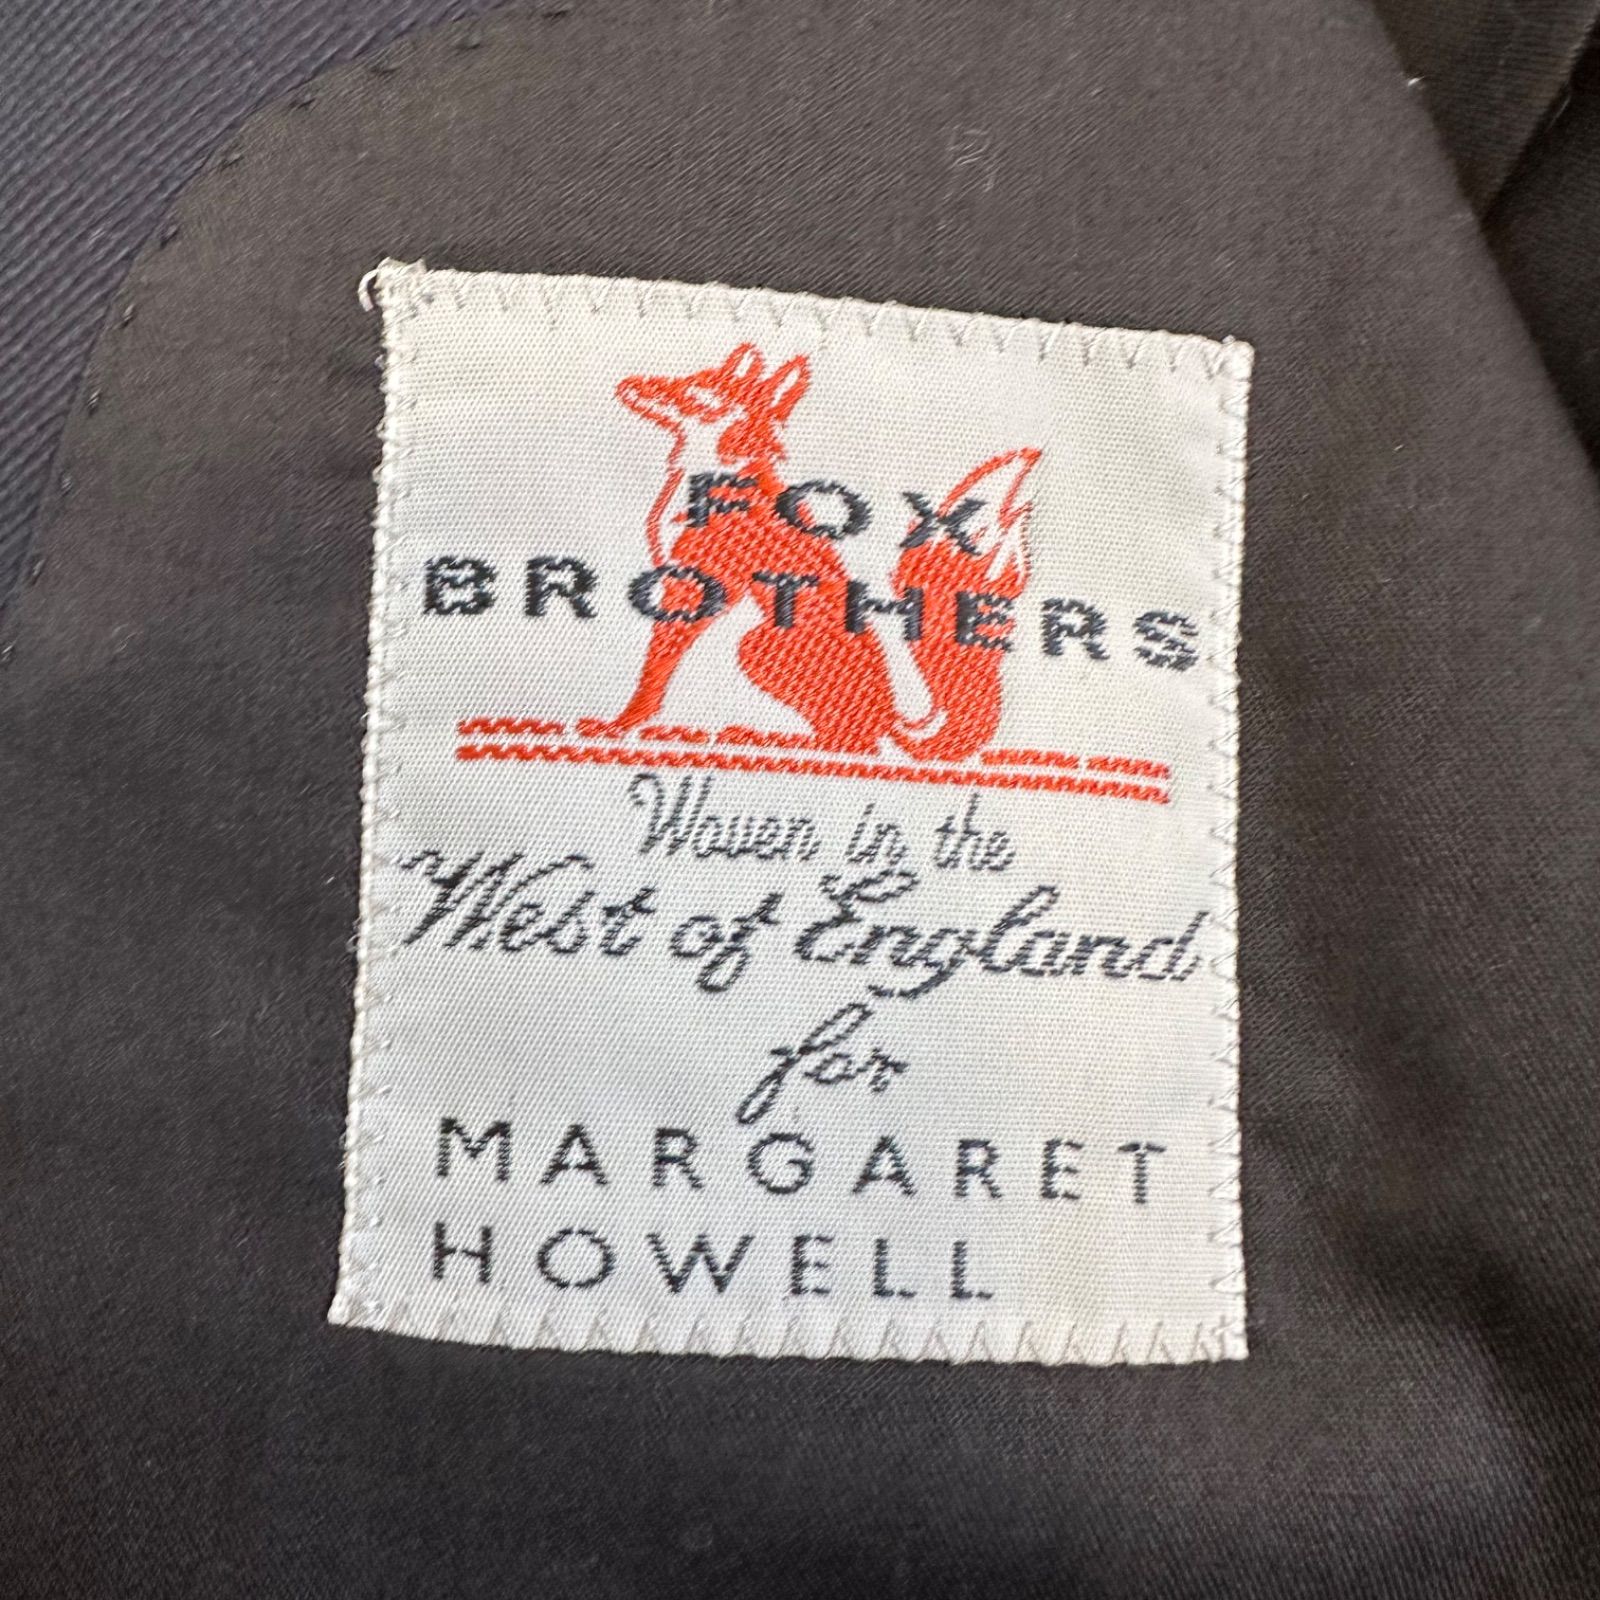 FOX
BROTHERS
Woven in the
West of England
for
MARGARET
HOWELL